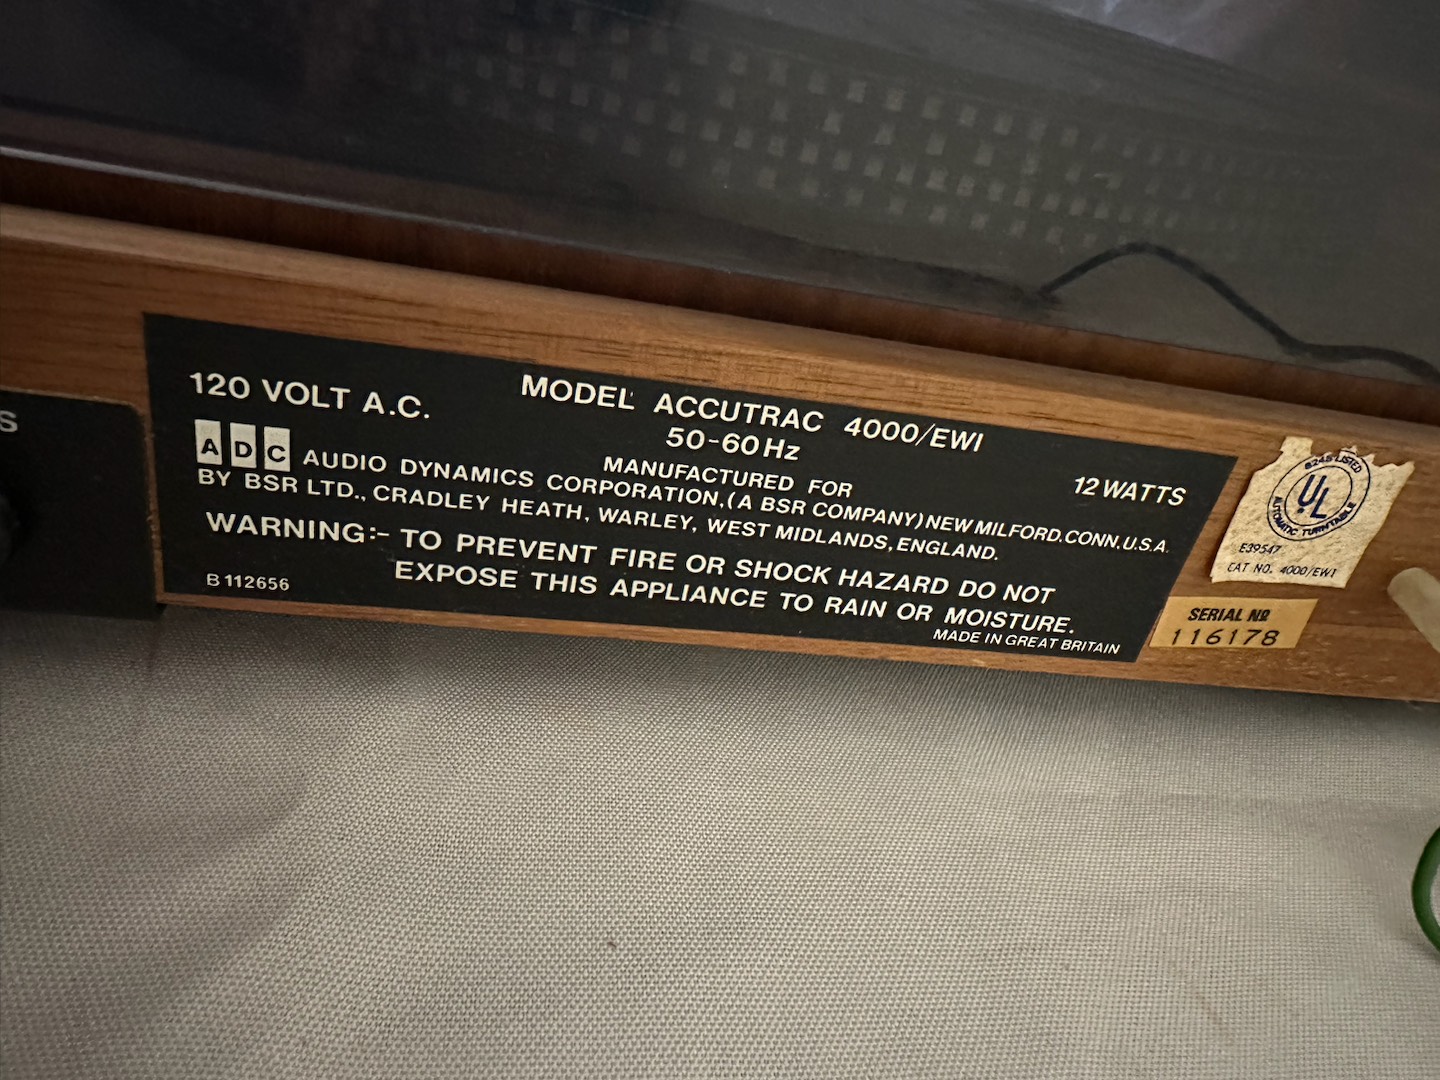 S
120 VOLT A.C.
MODEL ACCUTRAC 4000/EWI
50-60Hz
12 WATTS
MANUFACTURED FOR
ADC AUDIO DYNAMICS CORPORATION,(A BSR COMPANY)NEW MILFORD.CONN.U.S.A.
BY BSR LTD., CRADLEY HEATH, WARLEY, WEST MIDLANDS,ENGLAND.
WARNING:- TO PREVENT FIRE OR SHOCK HAZARD DO NOT
EXPOSE THIS APPLIANCE TO RAIN OR MOISTURE.
B 112656
MADE IN GREAT BRITAIN
824S LISTED
UL
AUTOMATIC TURNTABLE
E39547
CAT NO. 4000/EWI
SERIAL NO
116178